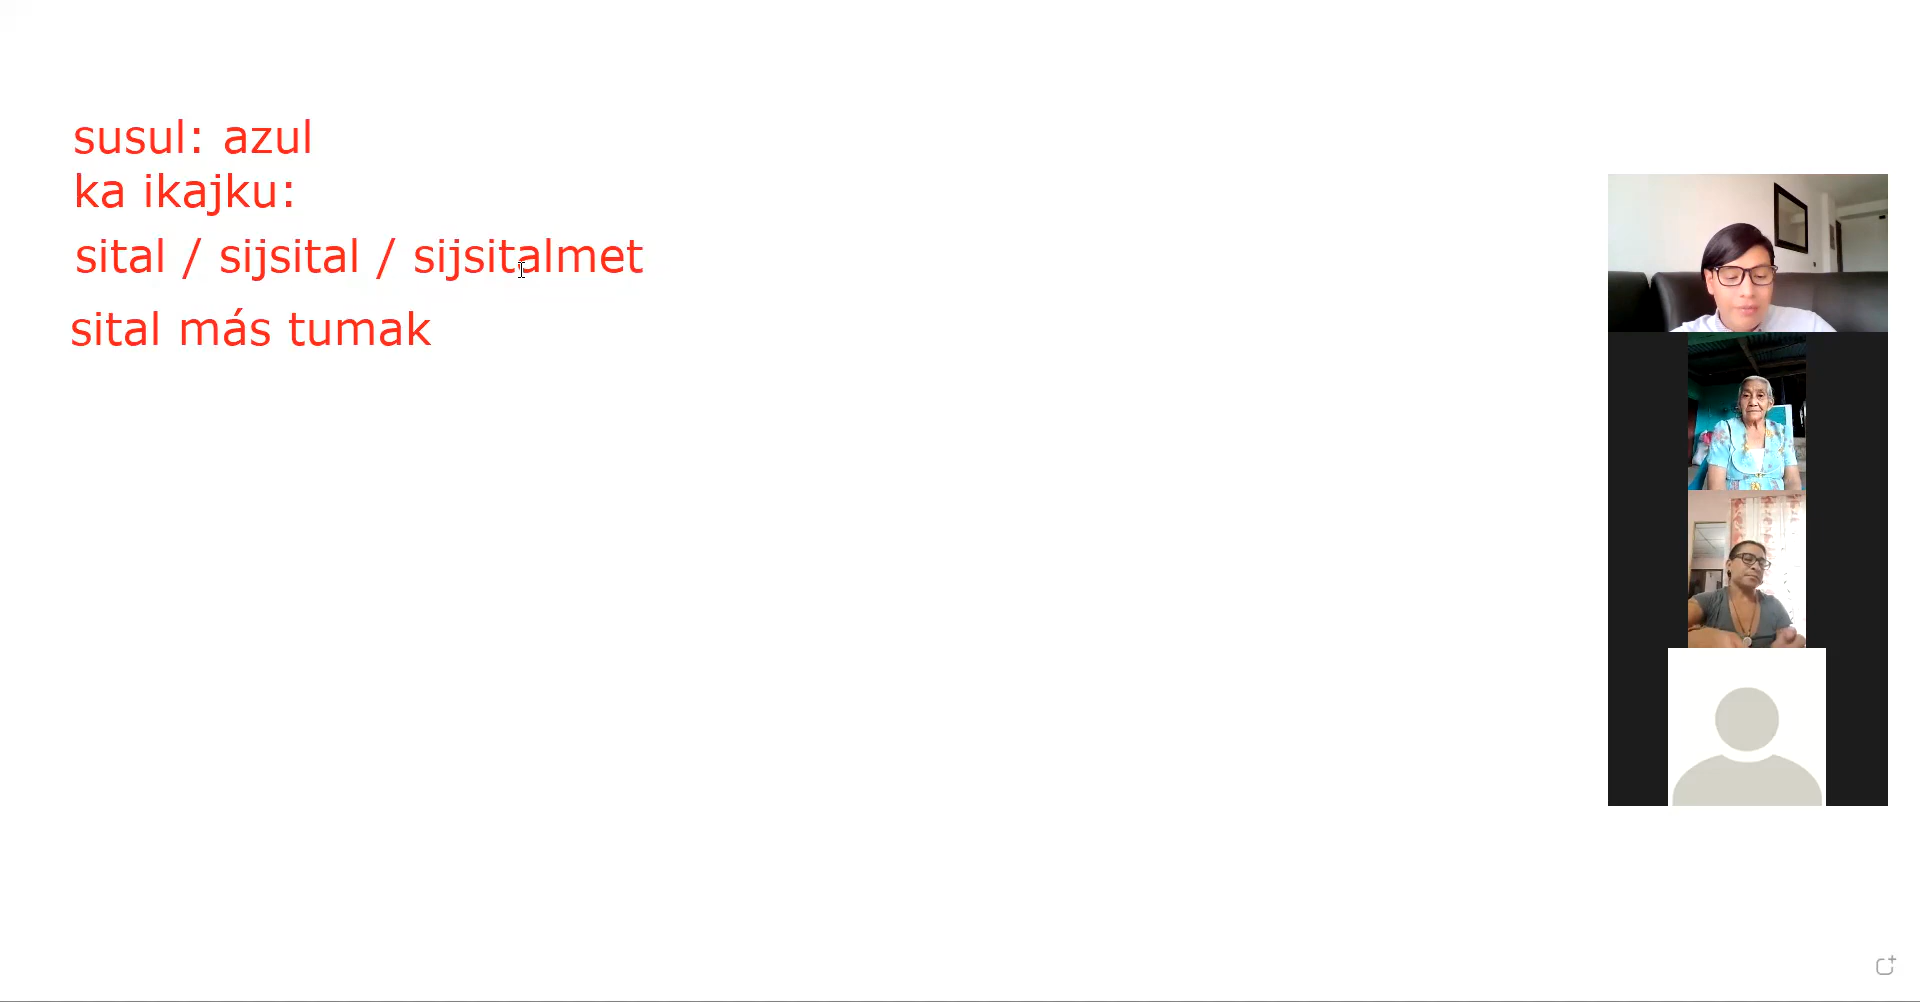 susul: azul
ka ikajku:
sital / sijsital / sijsitalmet
sital más tumak